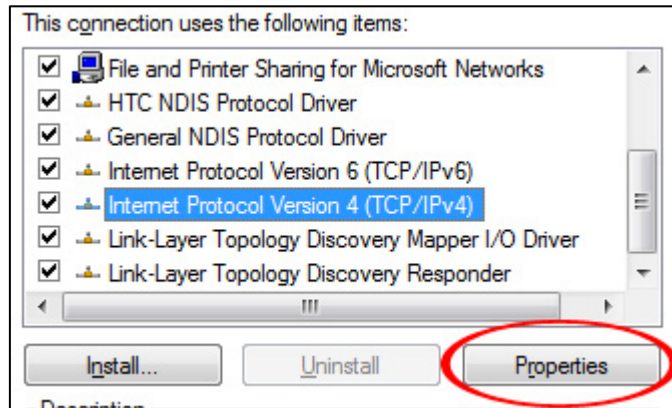 This connection uses the following items:
File and Printer Sharing for Microsoft Networks
HTC NDIS Protocol Driver
General NDIS Protocol Driver
Internet Protocol Version 6 (TCP/IPv6)
Internet Protocol Version 4 (TCP/IPv4)
Link-Layer Topology Discovery Mapper I/O Driver
Link-Layer Topology Discovery Responder
Install... Uninstall Properties
Description